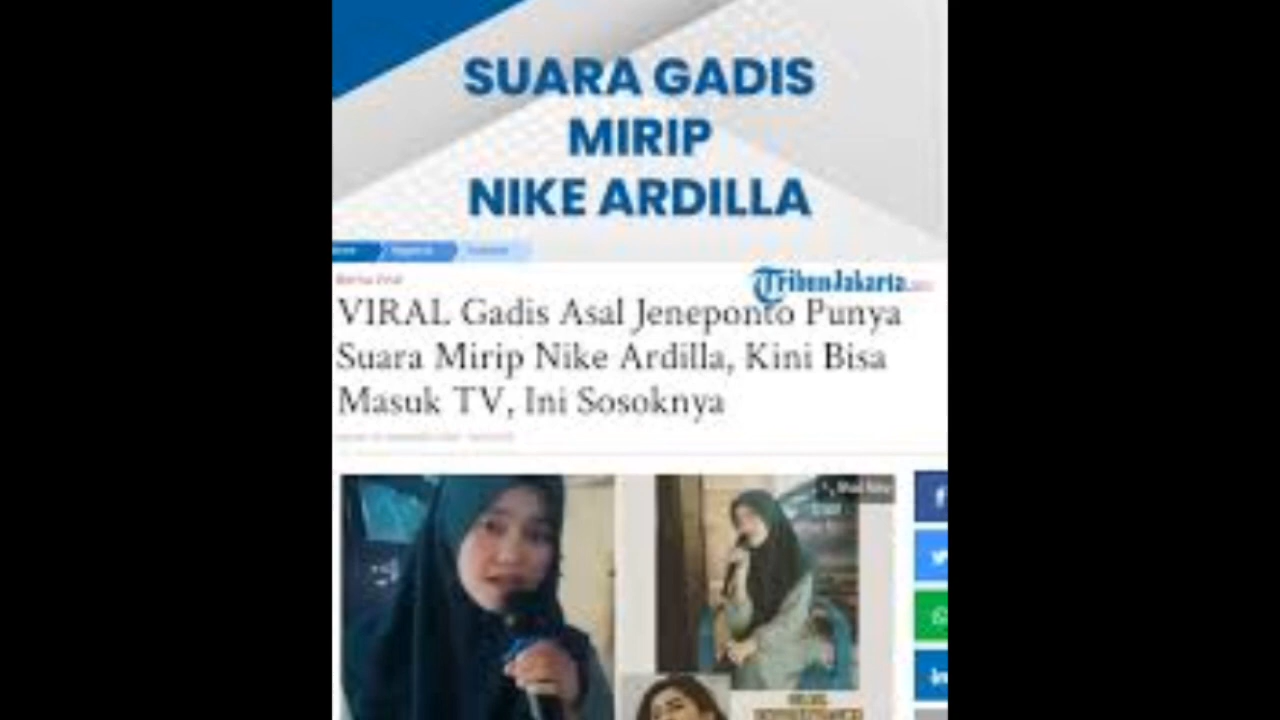 SUARA GADIS
MIRIP
NIKE ARDILLA
TribunJakarta.com
VIRAL Gadis Asal Jeneponto Punya
Suara Mirip Nike Ardilla, Kini Bisa
Masuk TV, Ini Sosoknya